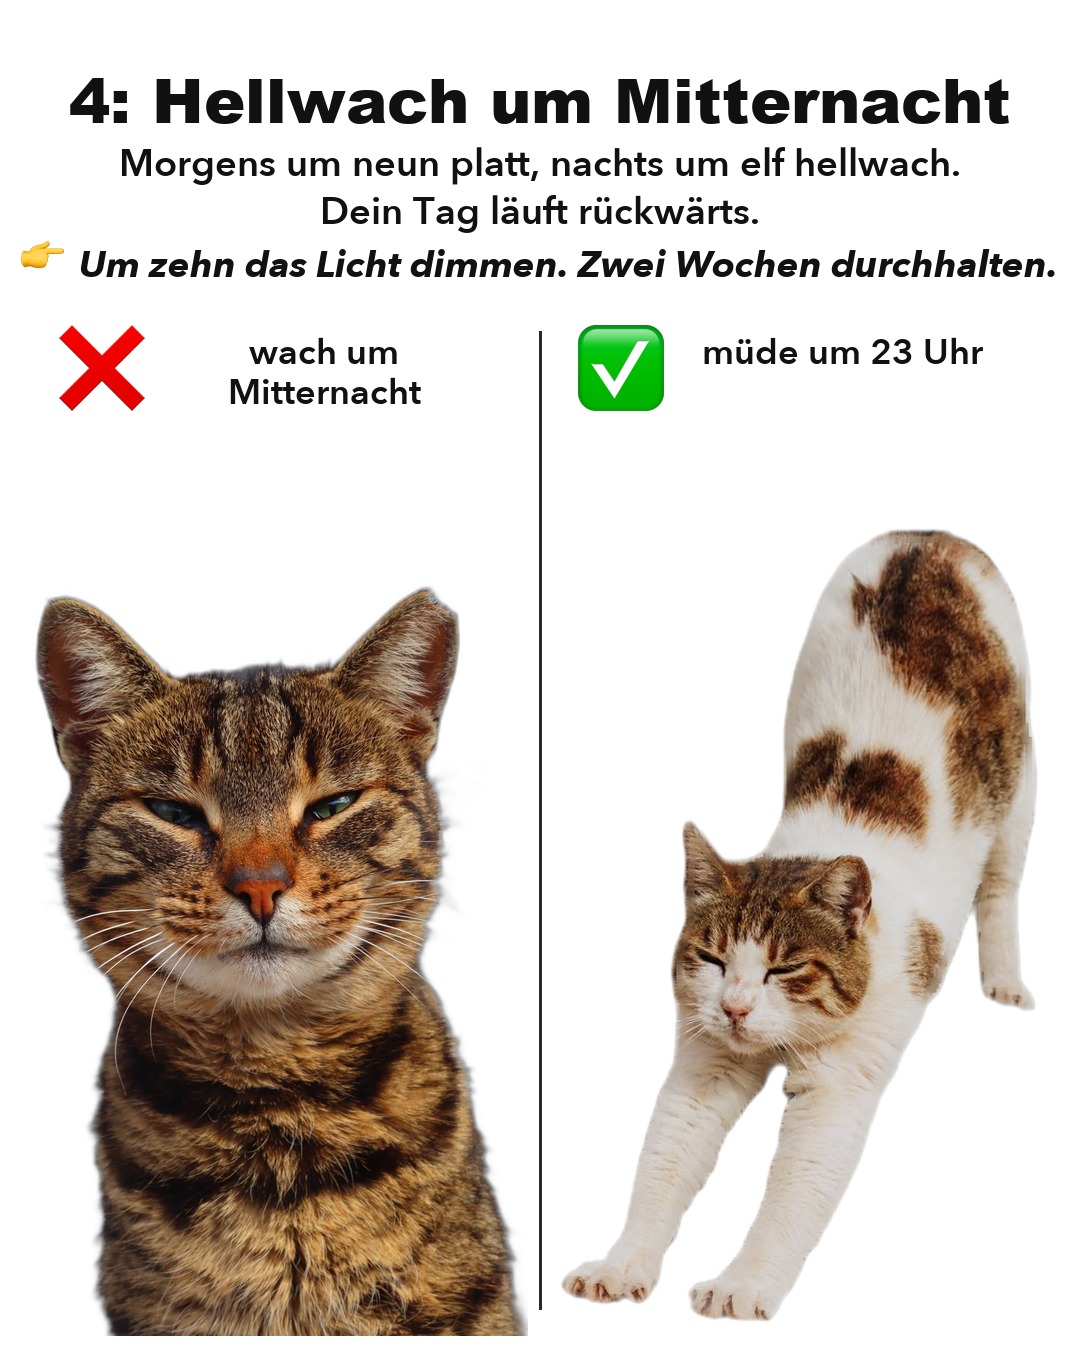 4: Hellwach um Mitternacht
Morgens um neun platt, nachts um elf hellwach.
Dein Tag läuft rückwärts.
👉 Um zehn das Licht dimmen. Zwei Wochen durchhalten.
❌ wach um
Mitternacht
✅ müde um 23 Uhr